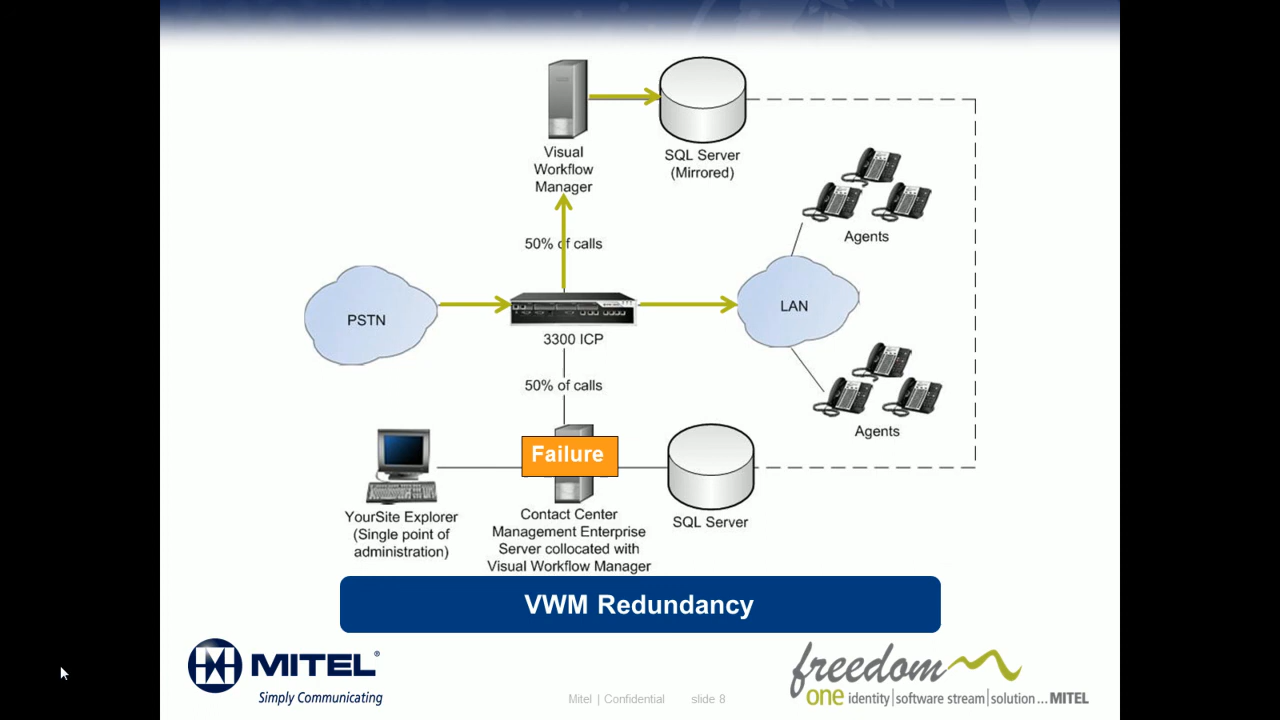 Visual
Workflow
Manager
SQL Server
(Mirrored)
Agents
50% of calls
PSTN
3300 ICP
LAN
50% of calls
Agents
Failure
YourSite Explorer
(Single point of
administration)
Contact Center
Management Enterprise
Server collocated with
Visual Workflow Manager
SQL Server
VWM Redundancy
MITEL®
Simply Communicating
Mitel | Confidential slide 8
freedom
one identity|software stream|solution ... MITEL